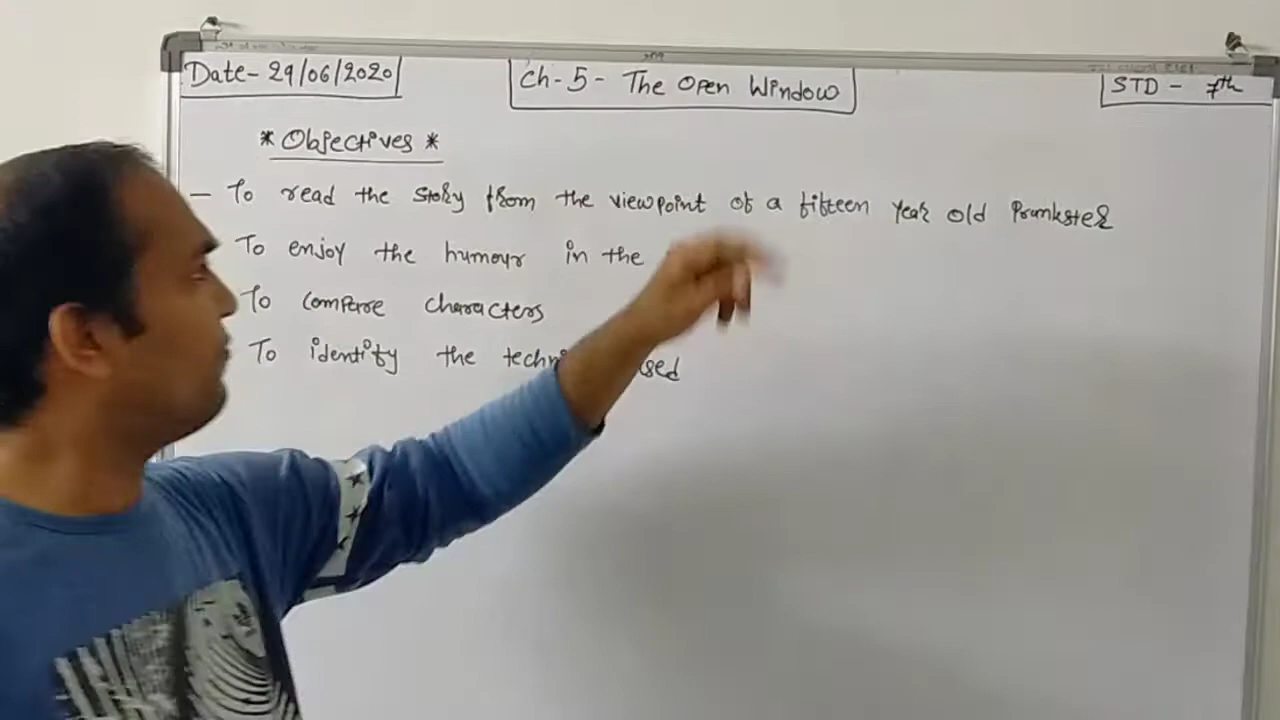 Date- 29/06/2020
Ch-5- The Open Window
STD - 7th
* Objectives *
- To read the story from the viewpoint of a fifteen year old Prankster
To enjoy the humour in the
To compare characters
To identify the